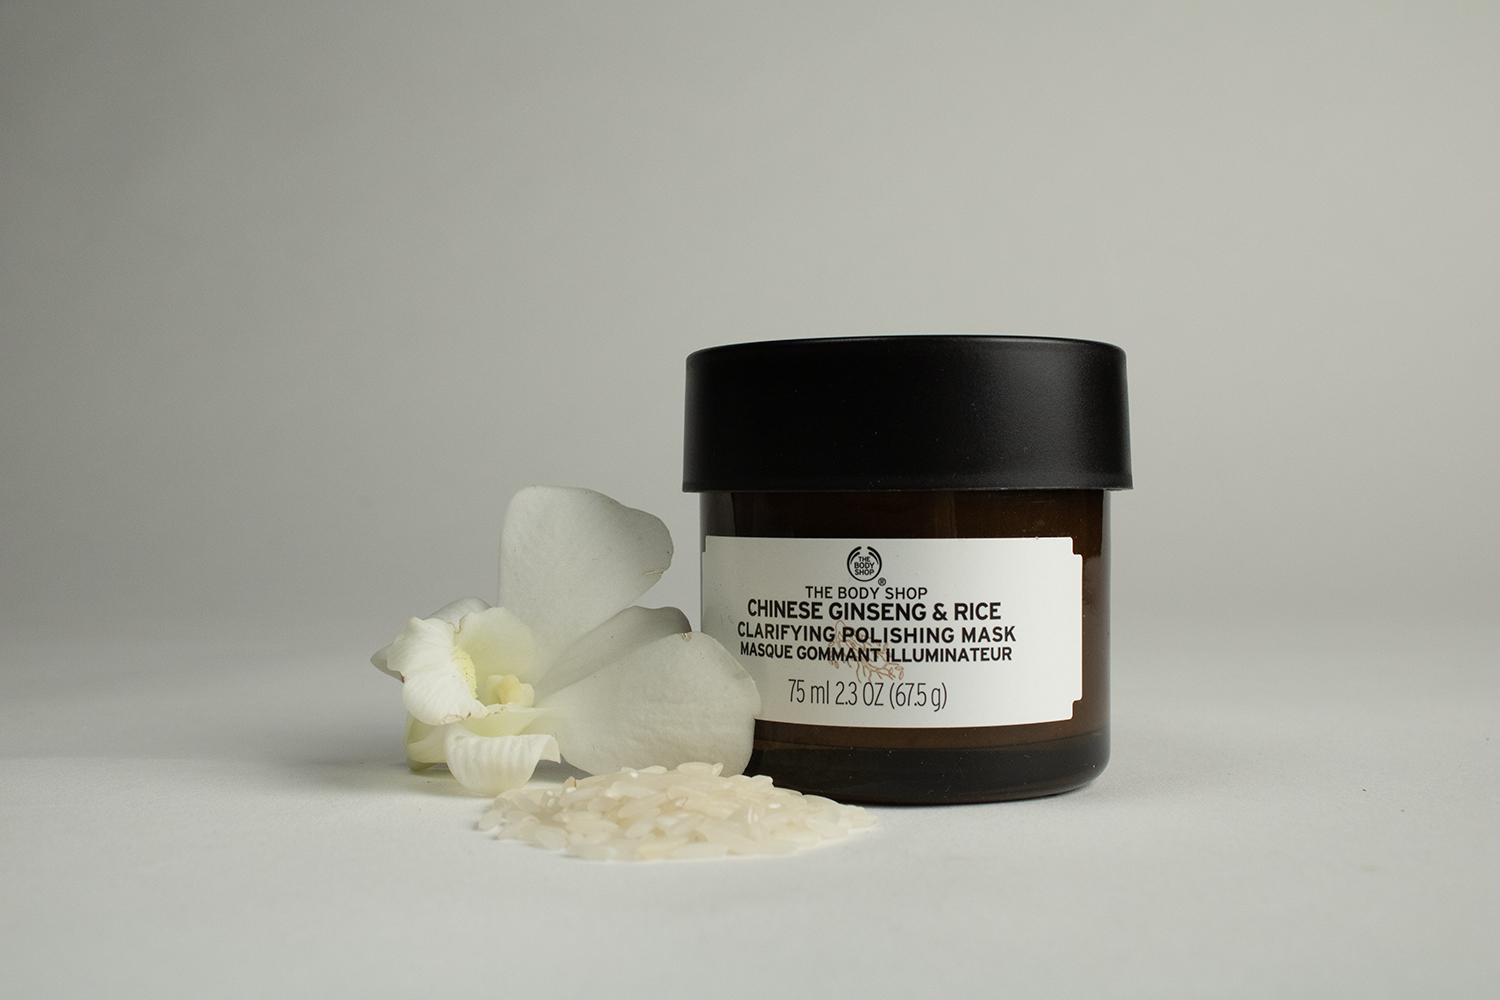 THE
BODY
SHOP
®
THE BODY SHOP
CHINESE GINSENG & RICE
CLARIFYING POLISHING MASK
MASQUE GOMMANT ILLUMINATEUR
75 ml 2.3 OZ (67.5 g)